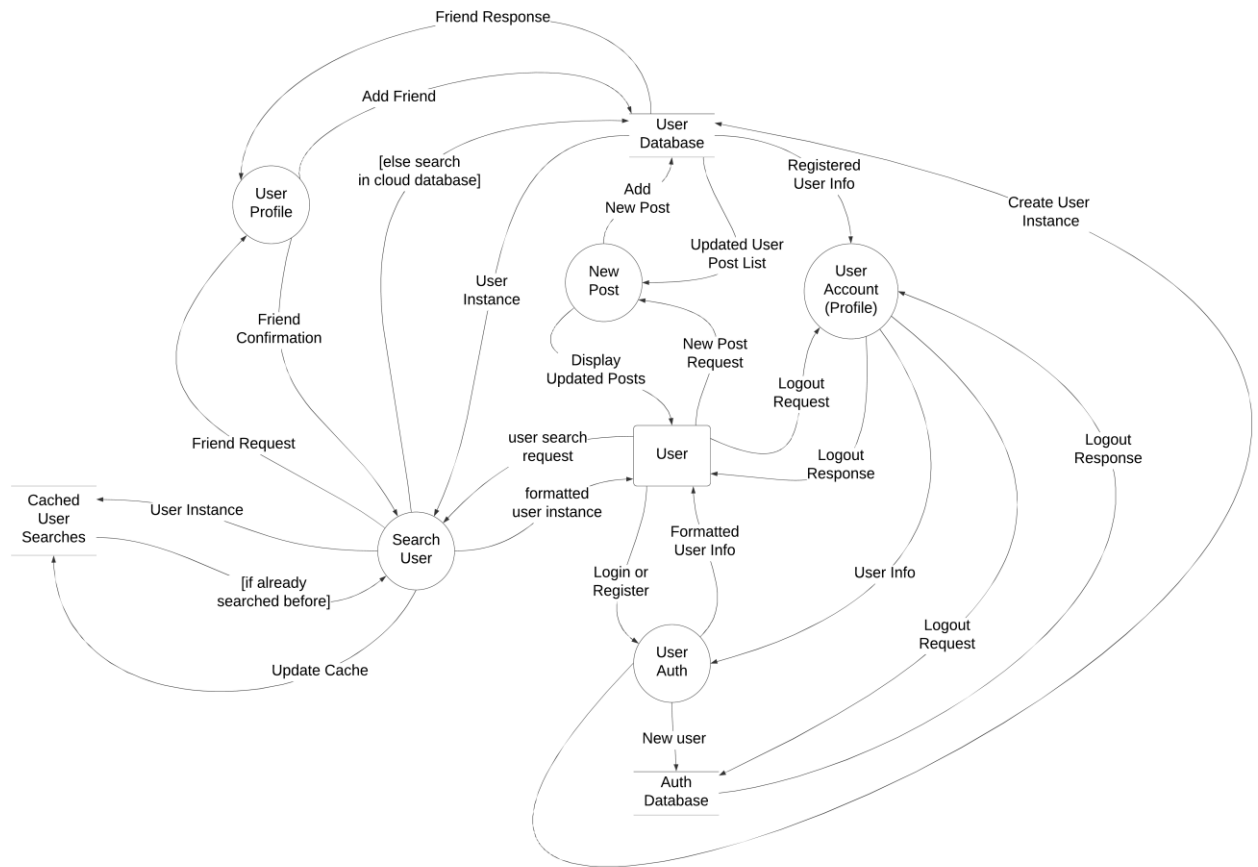 Friend Response
Add Friend
User
Database
[else search
in cloud database]
Registered
User Info
User
Profile
Add
New Post
Create User
Instance
Updated User
Post List
New
Post
User
Account
(Profile)
User
Instance
Friend
Confirmation
New Post
Request
Display
Updated Posts
Logout
Request
Friend Request
user search
request
User
Logout
Response
Logout
Response
Cached
User
Searches
User Instance
formatted
user instance
Search
User
Formatted
User Info
[if already
searched before]
Login or
Register
User Info
Logout
Request
User
Auth
Update Cache
New user
Auth
Database